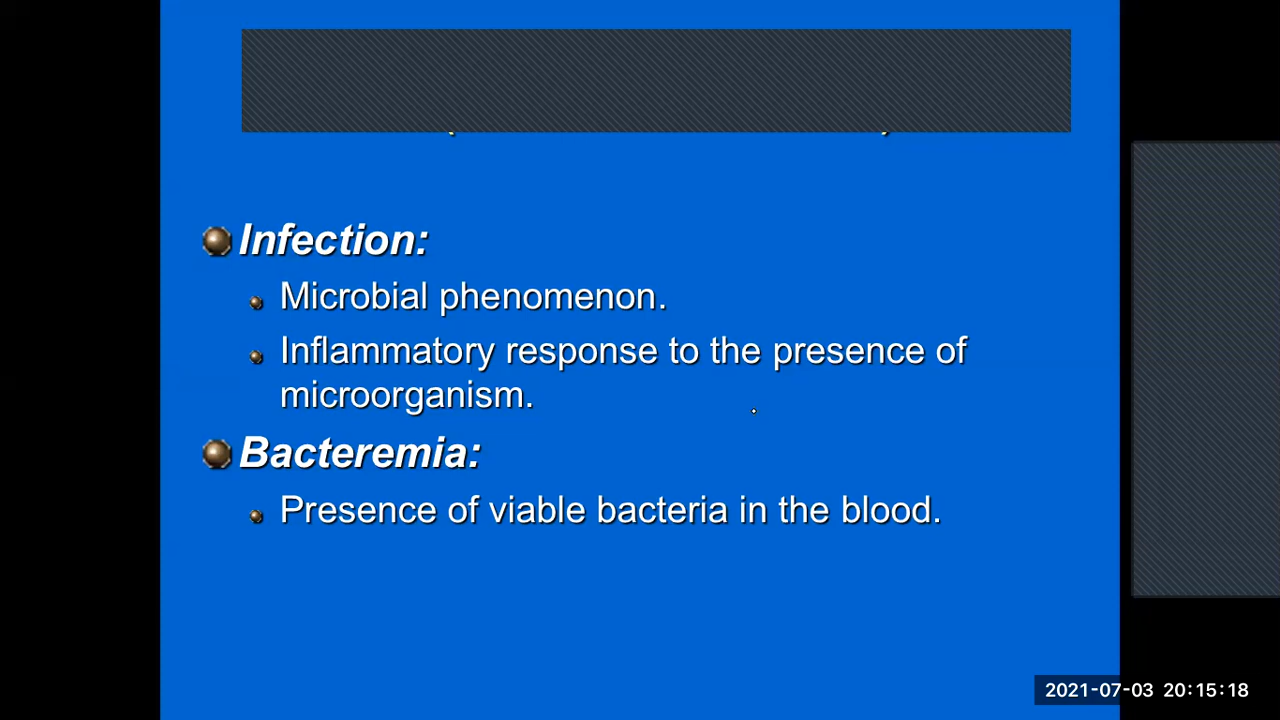 Infection:
Microbial phenomenon.
Inflammatory response to the presence of
microorganism.
Bacteremia:
Presence of viable bacteria in the blood.
2021-07-03 20:15:18